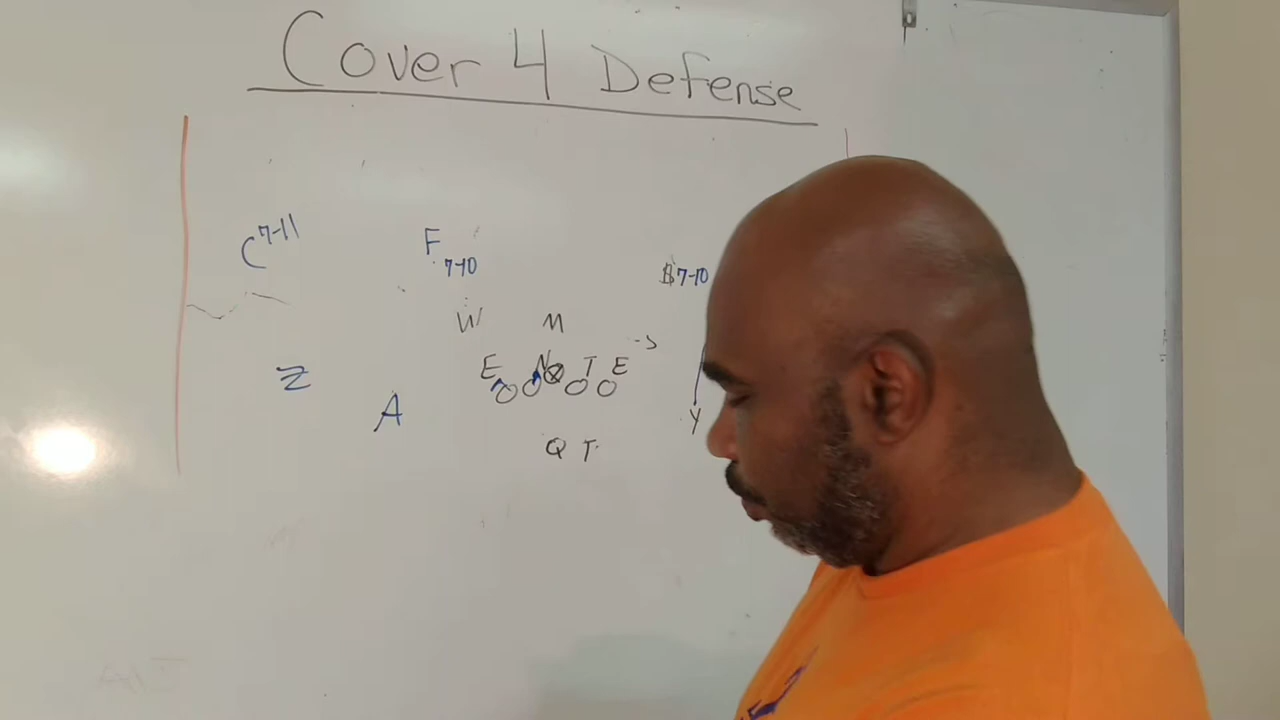 Cover 4 Defense
C 7-11
F 7-10
$ 7-10
W M
S
E N T E
Z
A
Y
Q T